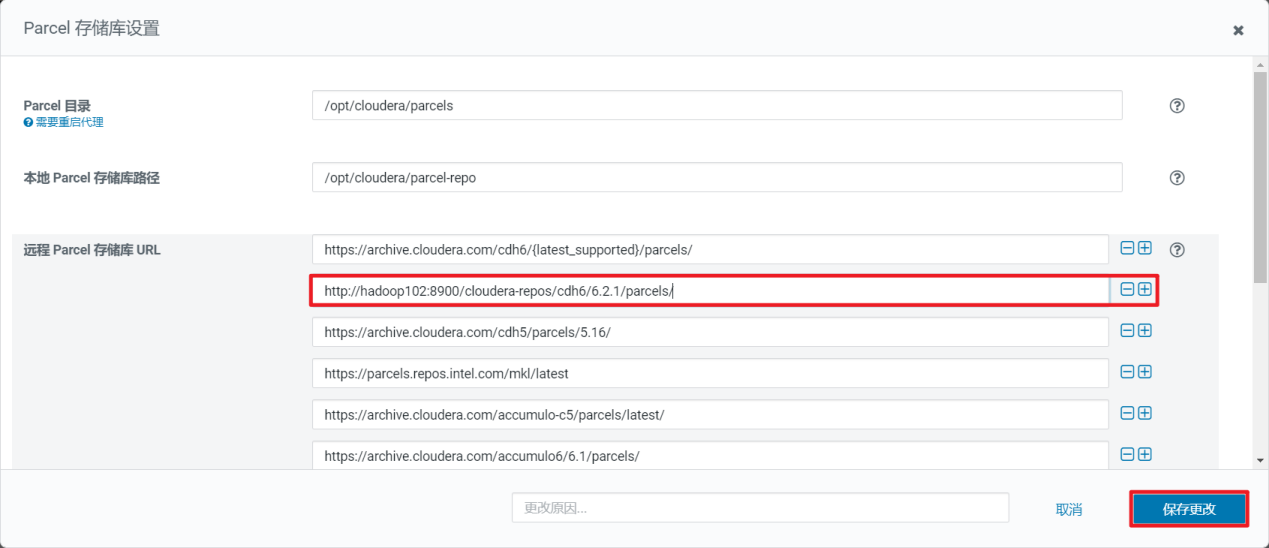 Parcel 存储库设置
Parcel 目录
需要重启代理
/opt/cloudera/parcels
本地 Parcel 存储库路径
/opt/cloudera/parcel-repo
远程 Parcel 存储库 URL
https://archive.cloudera.com/cdh6/{latest_supported}/parcels/
http://hadoop102:8900/cloudera-repos/cdh6/6.2.1/parcels/
https://archive.cloudera.com/cdh5/parcels/5.16/
https://parcels.repos.intel.com/mkl/latest
https://archive.cloudera.com/accumulo-c5/parcels/latest/
https://archive.cloudera.com/accumulo6/6.1/parcels/
更改原因...
取消
保存更改